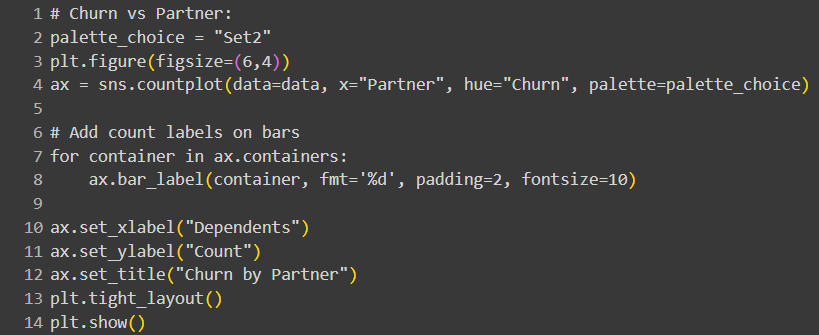 1 # Churn vs Partner:
2 palette_choice = "Set2"
3 plt.figure(figsize=(6,4))
4 ax = sns.countplot(data=data, x="Partner", hue="Churn", palette=palette_choice)
5
6 # Add count labels on bars
7 for container in ax.containers:
8     ax.bar_label(container, fmt='%d', padding=2, fontsize=10)
9
10 ax.set_xlabel("Dependents")
11 ax.set_ylabel("Count")
12 ax.set_title("Churn by Partner")
13 plt.tight_layout()
14 plt.show()